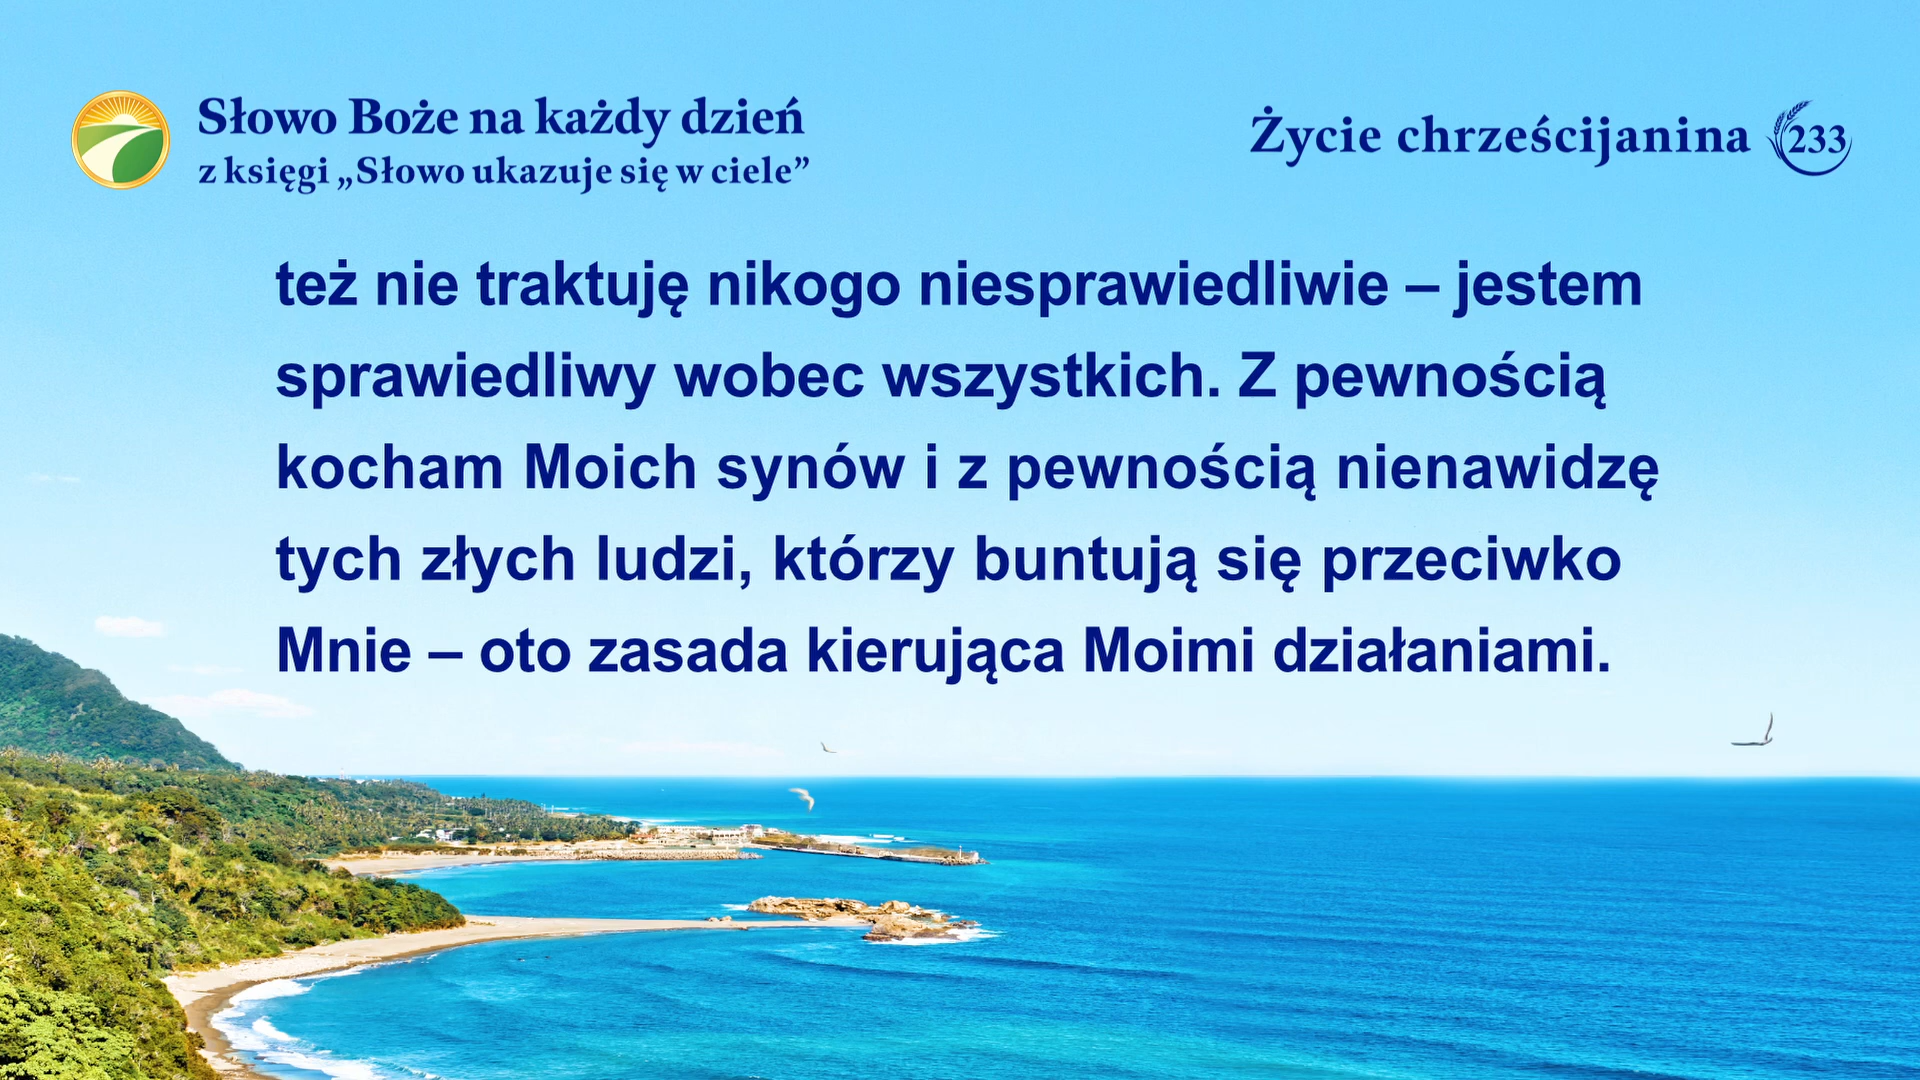 Słowo Boże na każdy dzień
z księgi „Słowo ukazuje się w ciele”
Życie chrześcijanina 233
też nie traktuję nikogo niesprawiedliwie – jestem
sprawiedliwy wobec wszystkich. Z pewnością
kocham Moich synów i z pewnością nienawidzę
tych złych ludzi, którzy buntują się przeciwko
Mnie – oto zasada kierująca Moimi działaniami.